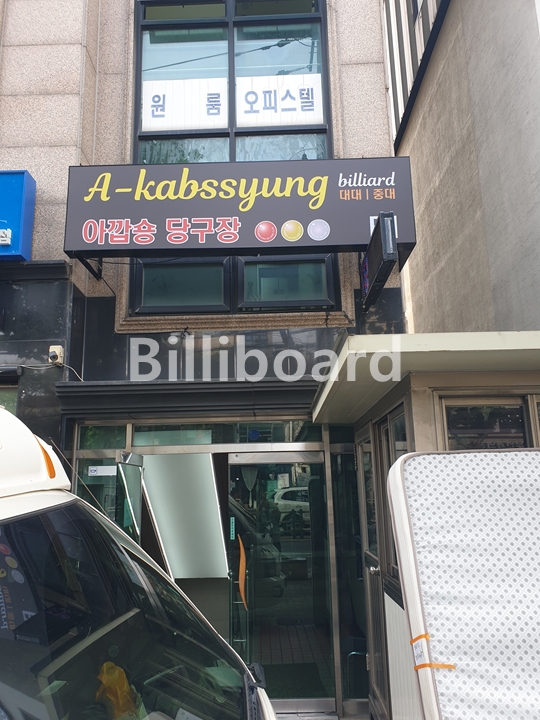 원 룸 오피스텔
A-kabssyung billiard
대대 | 중대
아깝숑 당구장
Billiboard